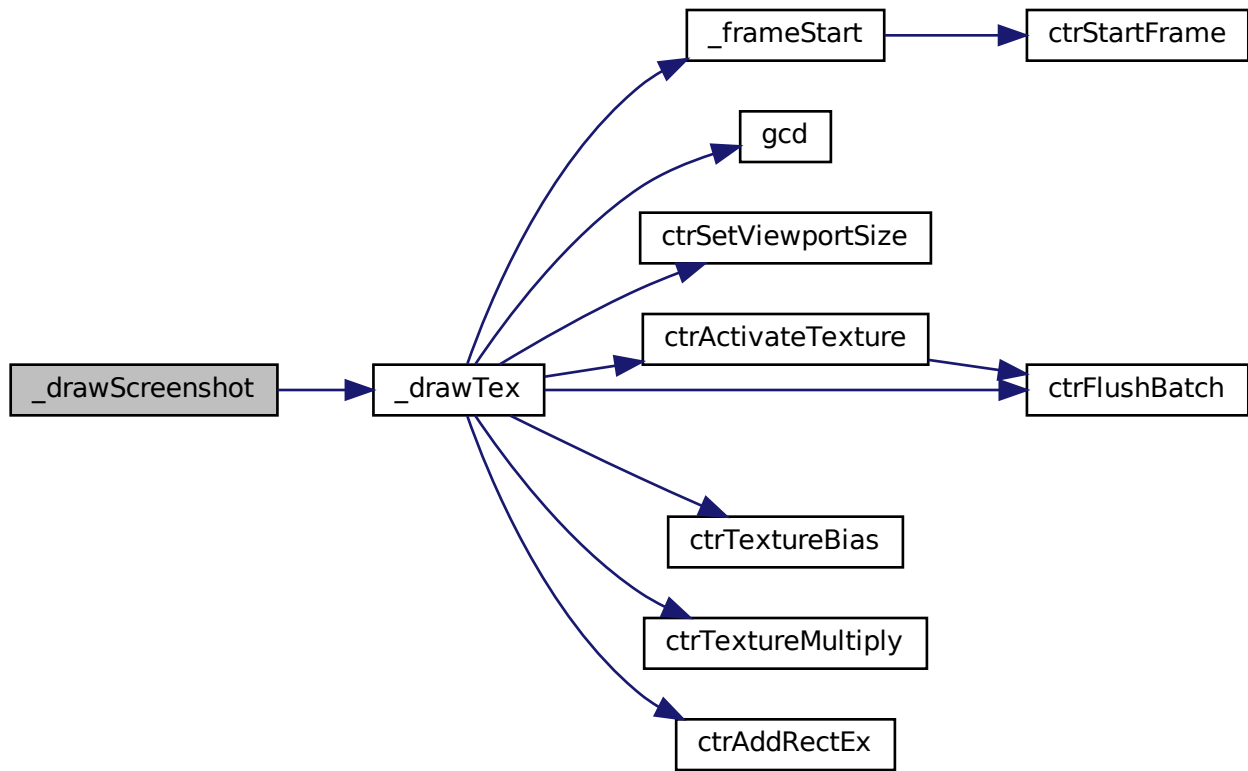 _frameStart
ctrStartFrame
gcd
ctrSetViewportSize
ctrActivateTexture
_drawScreenshot
_drawTex
ctrFlushBatch
ctrTextureBias
ctrTextureMultiply
ctrAddRectEx